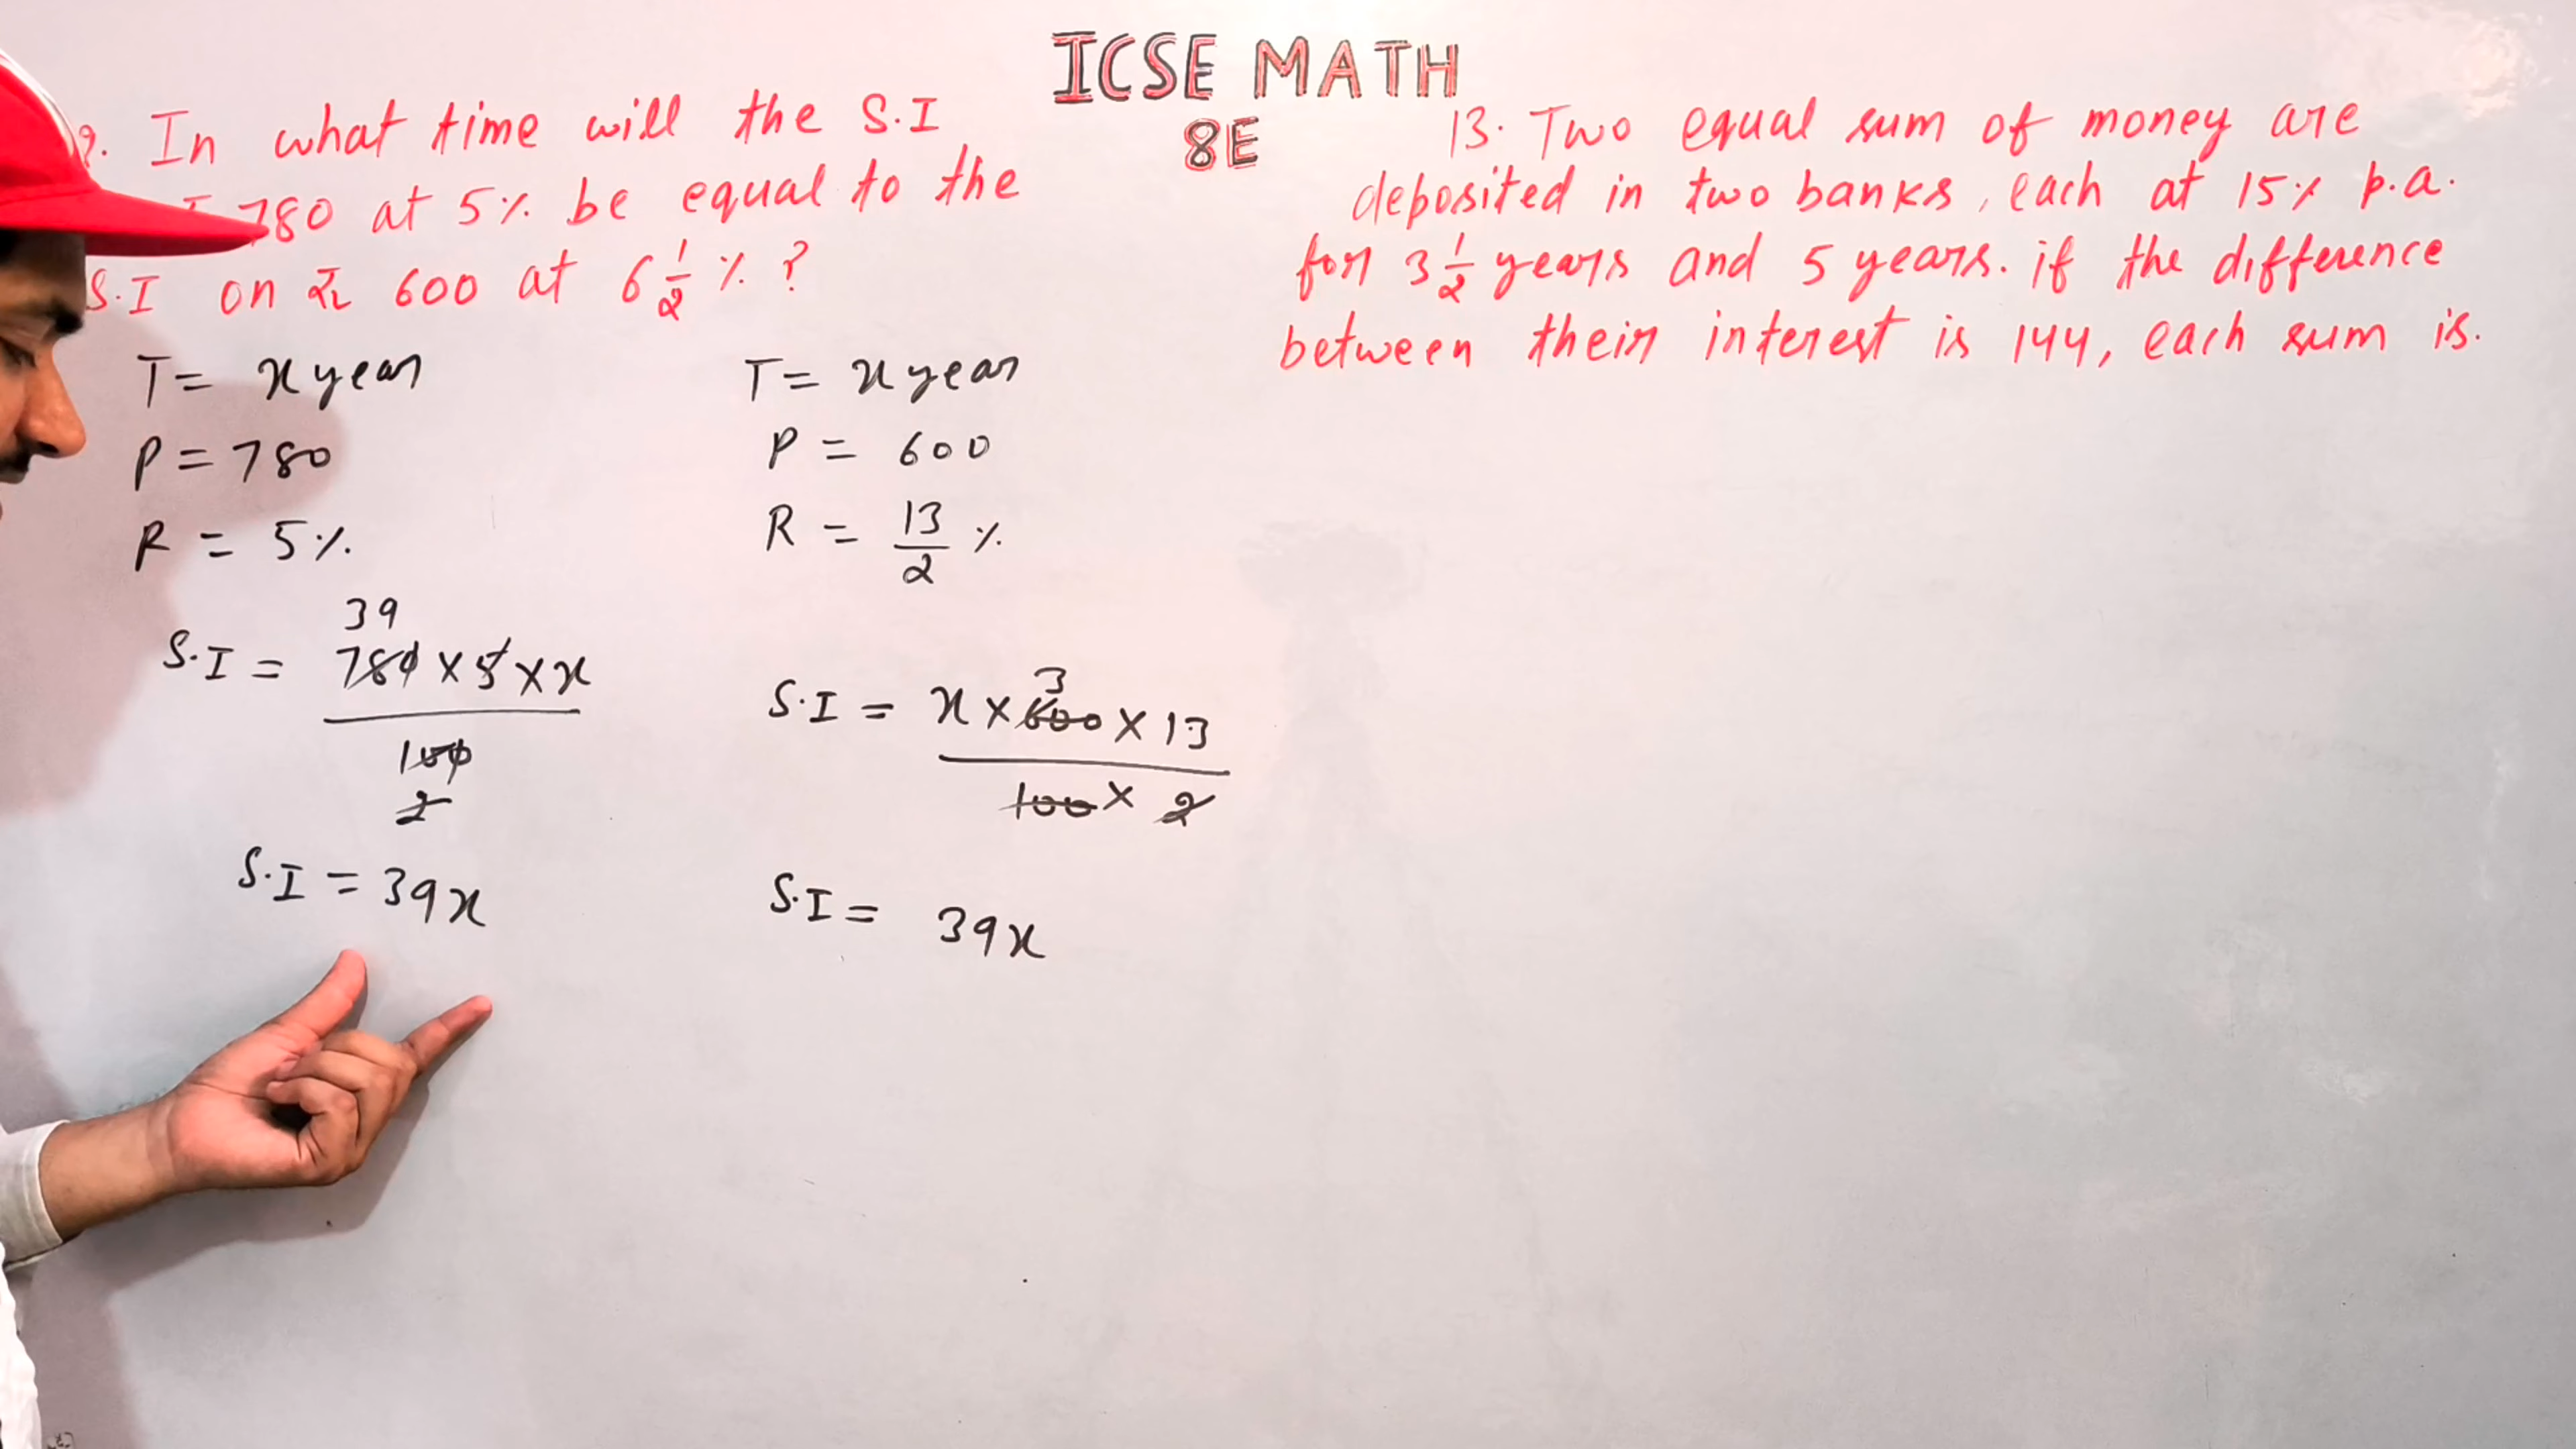 ICSE MATH
8E
In what time will the S.I
780 at 5% be equal to the
S.I on ₹ 600 at 6 1/2 % ?
T = x year
P = 780
R = 5%
39
S.I = 780 × 5 × x
100
2
S.I = 39x
T = x year
P = 600
R = 13/2 %
3
S.I = x × 600 × 13
100 × 2
S.I = 39x
13. Two equal sum of money are
deposited in two banks, each at 15% p.a.
for 3 1/2 years and 5 years. if the difference
between their interest is 144, each sum is.